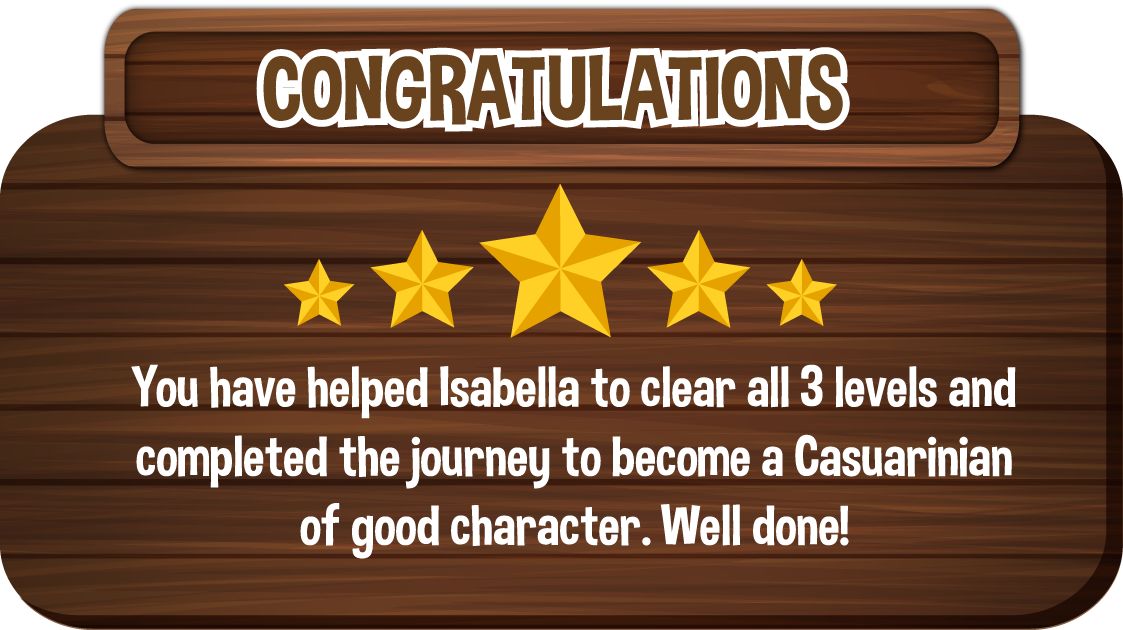 CONGRATULATIONS
You have helped Isabella to clear all 3 levels and
completed the journey to become a Casuarinian
of good character. Well done!